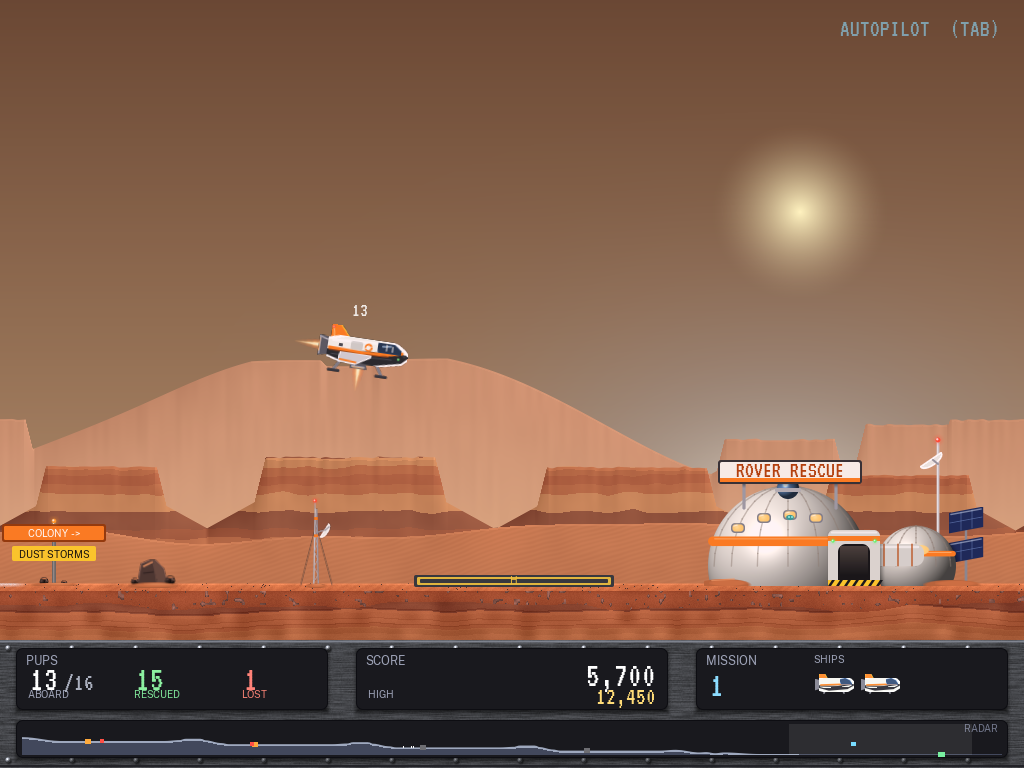 AUTOPILOT (TAB)
13
ROVER RESCUE
COLONY ->
DUST STORMS
H
PUPS
13 /16
ABOARD
15
RESCUED
1
LOST
SCORE
5,700
HIGH
12,450
MISSION
1
SHIPS
RADAR